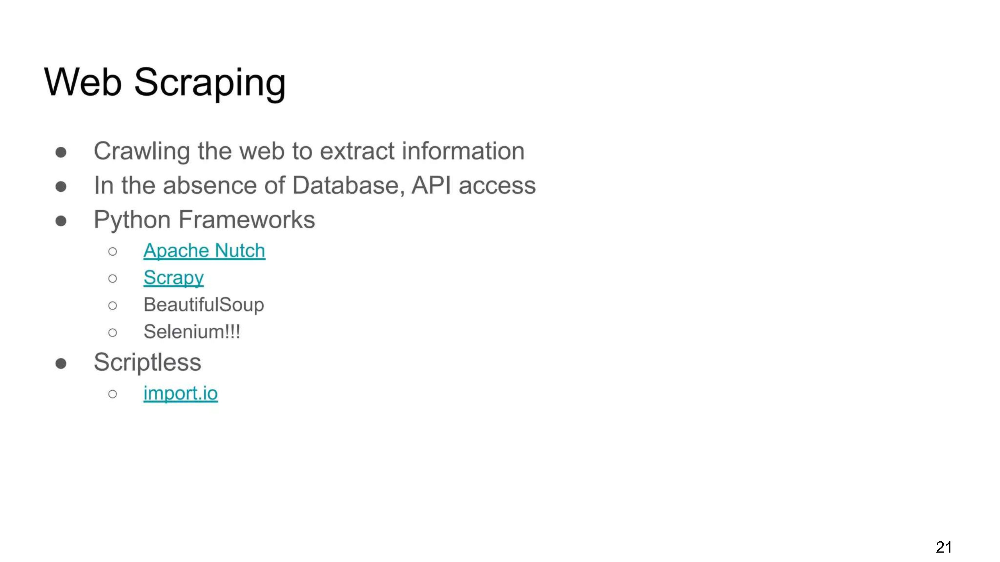 Web Scraping
● Crawling the web to extract information
● In the absence of Database, API access
● Python Frameworks
○ Apache Nutch
○ Scrapy
○ BeautifulSoup
○ Selenium!!!
● Scriptless
○ import.io
21